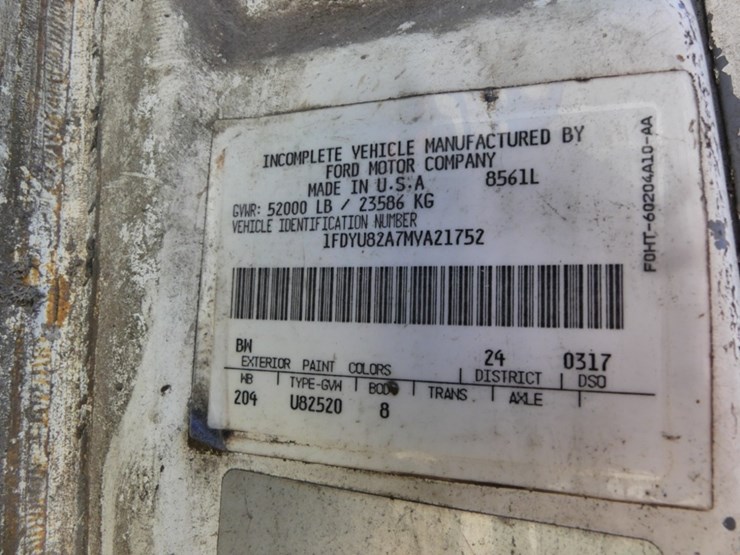 INCOMPLETE VEHICLE MANUFACTURED BY
FORD MOTOR COMPANY
MADE IN U.S.A 8561L
GVWR: 52000 LB / 23586 KG
VEHICLE IDENTIFICATION NUMBER
1FDYU82A7MVA21752
BW 24 0317
EXTERIOR PAINT COLORS DISTRICT DSO
WB TYPE-GVW BODY TRANS AXLE
204 U82520 8
F0HT-60204A10-AA